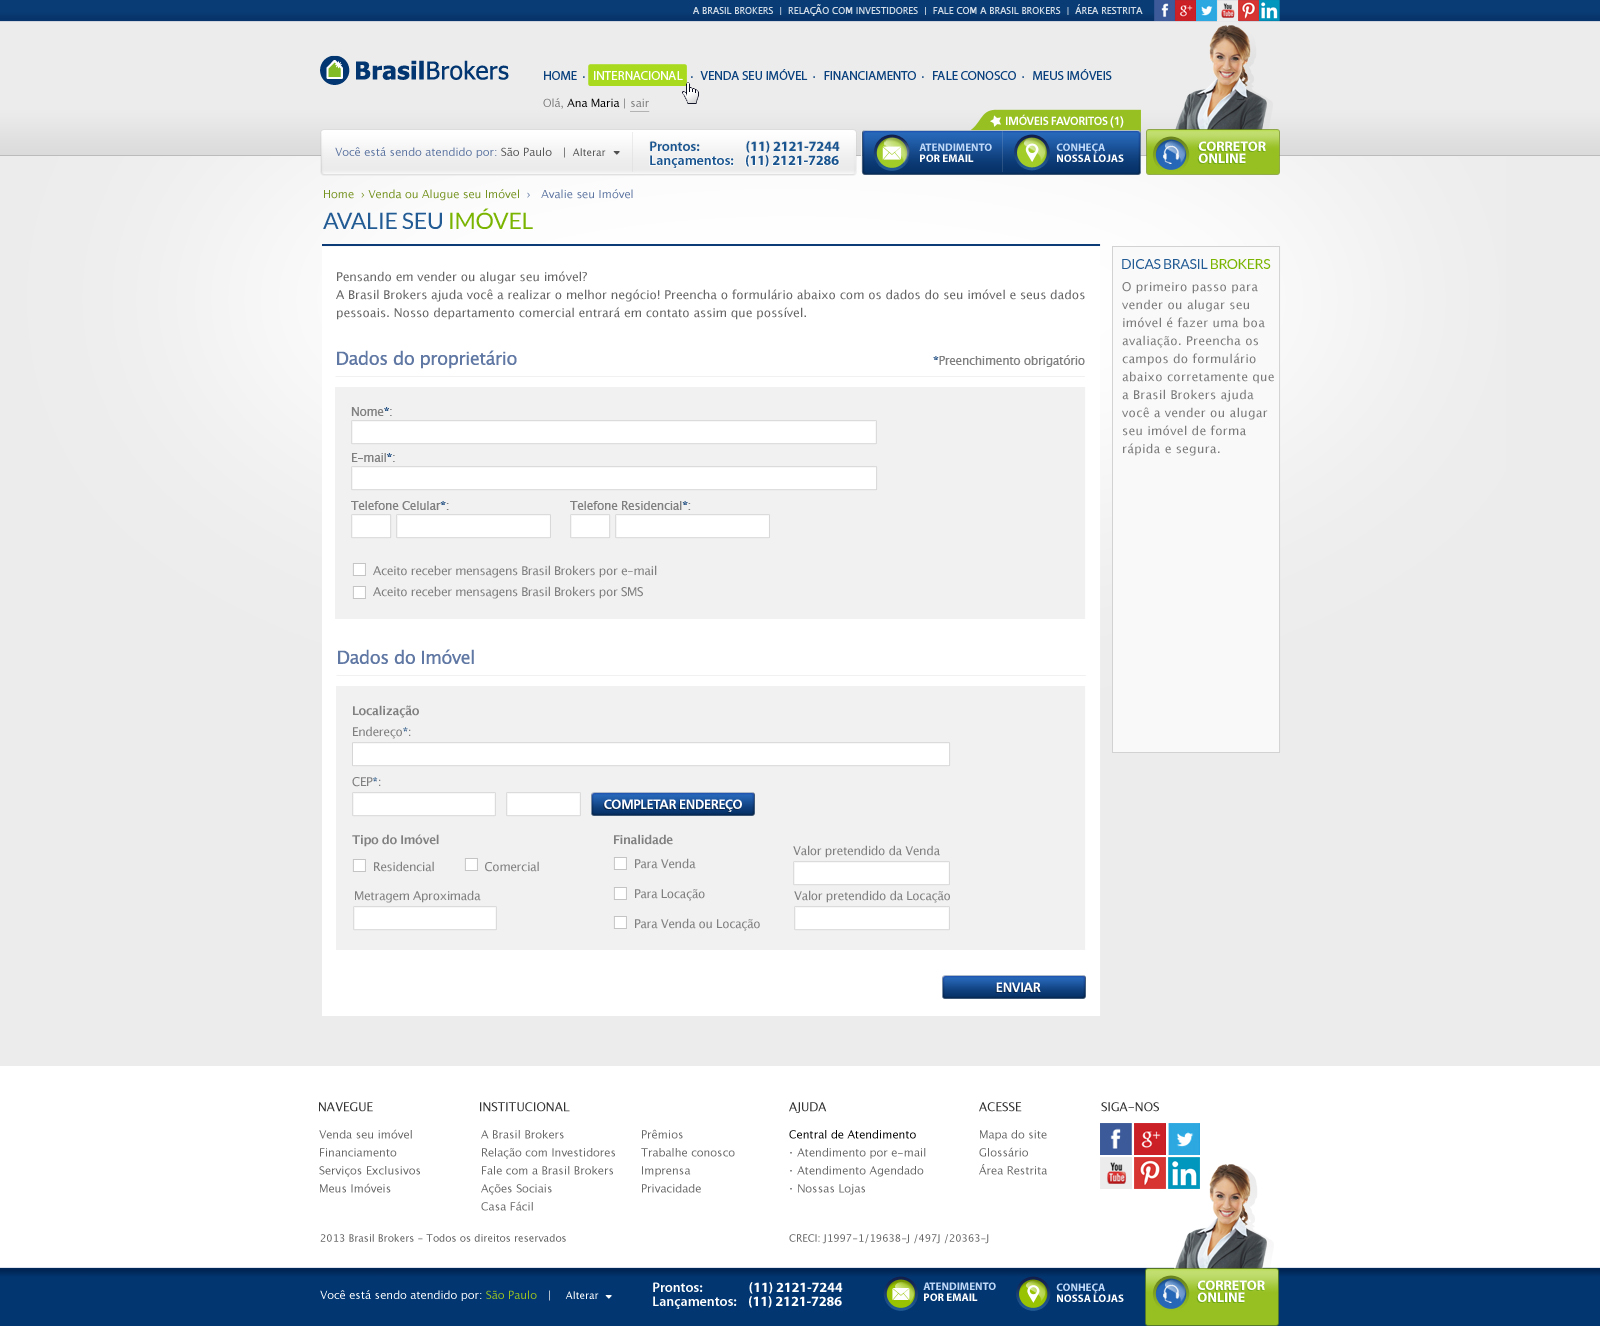 A BRASIL BROKERS | RELAÇÃO COM INVESTIDORES | FALE COM A BRASIL BROKERS | ÁREA RESTRITA
f g+ You Tube in
BrasilBrokers
HOME · INTERNACIONAL · VENDA SEU IMÓVEL · FINANCIAMENTO · FALE CONOSCO · MEUS IMÓVEIS
Olá, Ana Maria | sair
IMÓVEIS FAVORITOS (1)
Você está sendo atendido por: São Paulo | Alterar
Prontos: (11) 2121-7244
Lançamentos: (11) 2121-7286
ATENDIMENTO
POR EMAIL
CONHEÇA
NOSSA LOJAS
CORRETOR
ONLINE
Home › Venda ou Alugue seu Imóvel › Avalie seu Imóvel
AVALIE SEU IMÓVEL
Pensando em vender ou alugar seu imóvel?
A Brasil Brokers ajuda você a realizar o melhor negócio! Preencha o formulário abaixo com os dados do seu imóvel e seus dados
pessoais. Nosso departamento comercial entrará em contato assim que possível.
Dados do proprietário
*Preenchimento obrigatório
Nome*:
E-mail*:
Telefone Celular*:
Telefone Residencial*:
Aceito receber mensagens Brasil Brokers por e-mail
Aceito receber mensagens Brasil Brokers por SMS
Dados do Imóvel
Localização
Endereço*:
CEP*:
COMPLETAR ENDEREÇO
Tipo do Imóvel
Residencial
Comercial
Metragem Aproximada
Finalidade
Para Venda
Para Locação
Para Venda ou Locação
Valor pretendido da Venda
Valor pretendido da Locação
ENVIAR
DICAS BRASIL BROKERS
O primeiro passo para
vender ou alugar seu
imóvel é fazer uma boa
avaliação. Preencha os
campos do formulário
abaixo corretamente que
a Brasil Brokers ajuda
você a vender ou alugar
seu imóvel de forma
rápida e segura.
NAVEGUE
Venda seu imóvel
Financiamento
Serviços Exclusivos
Meus Imóveis
INSTITUCIONAL
A Brasil Brokers
Relação com Investidores
Fale com a Brasil Brokers
Ações Sociais
Casa Fácil
Prêmios
Trabalhe conosco
Imprensa
Privacidade
AJUDA
Central de Atendimento
· Atendimento por e-mail
· Atendimento Agendado
· Nossas Lojas
ACESSE
Mapa do site
Glossário
Área Restrita
SIGA-NOS
f g+
You Tube in
2013 Brasil Brokers - Todos os direitos reservados
CRECI: J1997-1/19638-J /497J /20363-J
Você está sendo atendido por: São Paulo | Alterar
Prontos: (11) 2121-7244
Lançamentos: (11) 2121-7286
ATENDIMENTO
POR EMAIL
CONHEÇA
NOSSA LOJAS
CORRETOR
ONLINE